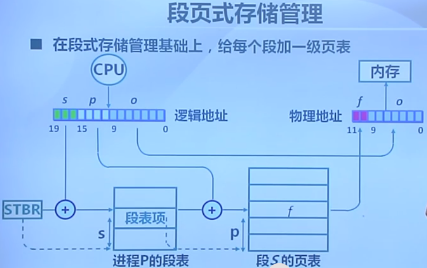 段页式存储管理
在段式存储管理基础上，给每个段加一级页表
CPU
内存
s p o
逻辑地址
物理地址
f o
19 15 9 0
11 9 0
STBR
+
段表项
s
+
f
p
进程P的段表
段S的页表